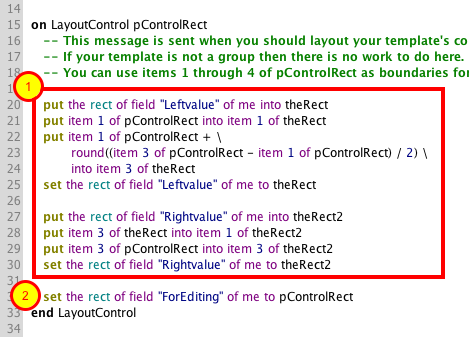 14
15 on LayoutControl pControlRect
16 -- This message is sent when you should layout your template's co
17 -- If your template is not a group then there is no work to do here.
18 -- You can use items 1 through 4 of pControlRect as boundaries for
1
20 put the rect of field "Leftvalue" of me into theRect
21 put item 1 of pControlRect into item 1 of theRect
22 put item 1 of pControlRect + \
23 round((item 3 of pControlRect - item 1 of pControlRect) / 2) \
24 into item 3 of theRect
25 set the rect of field "Leftvalue" of me to theRect
26
27 put the rect of field "Rightvalue" of me into theRect2
28 put item 3 of theRect into item 1 of theRect2
29 put item 3 of pControlRect into item 3 of theRect2
30 set the rect of field "Rightvalue" of me to theRect2
31
2 set the rect of field "ForEditing" of me to pControlRect
33 end LayoutControl
34